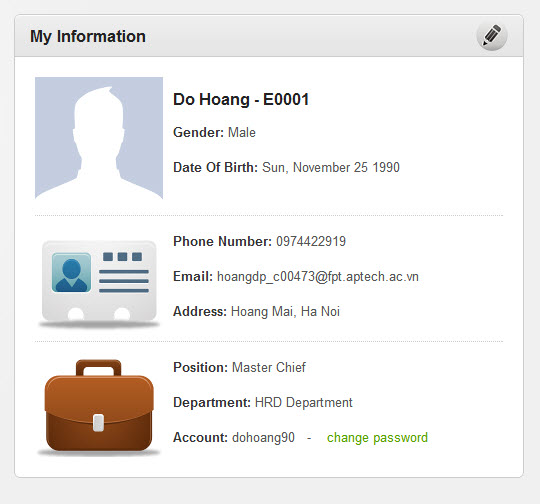 My Information
Do Hoang - E0001
Gender: Male
Date Of Birth: Sun, November 25 1990
Phone Number: 0974422919
Email: hoangdp_c00473@fpt.aptech.ac.vn
Address: Hoang Mai, Ha Noi
Position: Master Chief
Department: HRD Department
Account: dohoang90 - change password